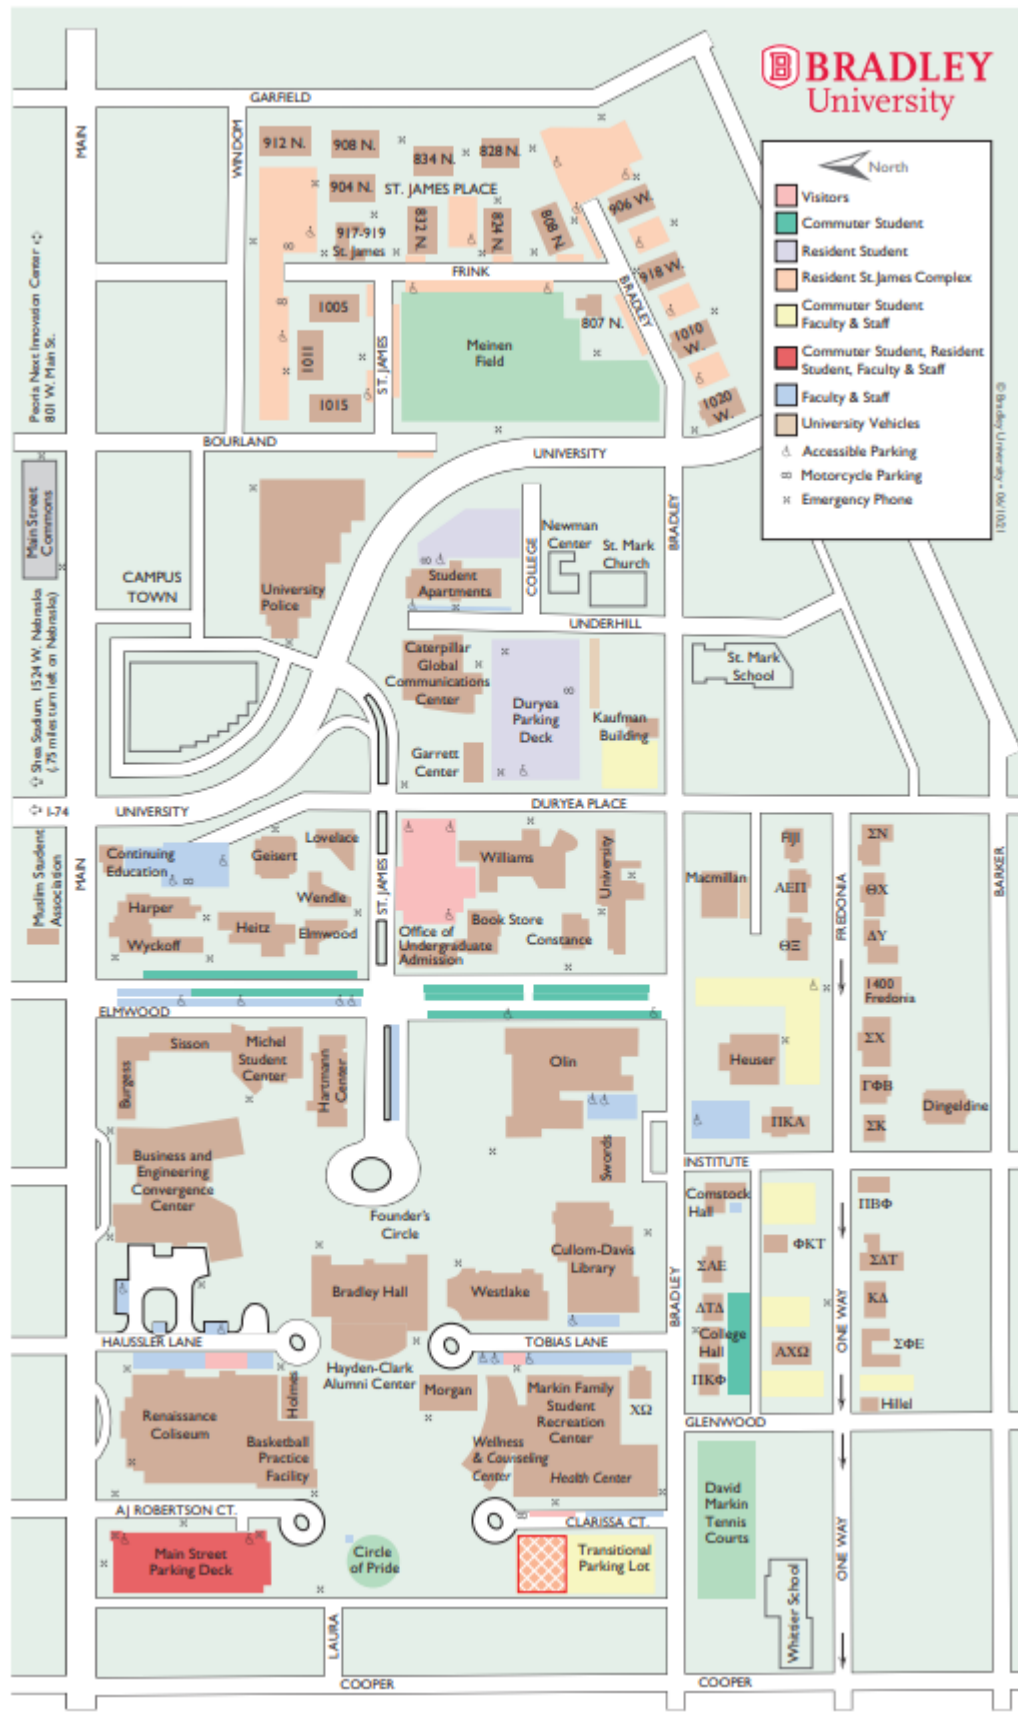 BRADLEY
University
North
Visitors
Commuter Student
Resident Student
Resident St. James Complex
Commuter Student
Faculty & Staff
Commuter Student, Resident
Student, Faculty & Staff
Faculty & Staff
University Vehicles
Accessible Parking
Motorcycle Parking
Emergency Phone
© Bradley University • 06/10/21
GARFIELD
MAIN
WINDOM
912 N.
908 N.
834 N.
828 N.
904 N.
ST. JAMES PLACE
906 W.
917-919
St. James
832 N.
824 N.
808 N.
918 W.
FRINK
BRADLEY
Peoria Next Innovation Center
801 W. Main St.
1005
1011
1015
ST. JAMES
Meinen
Field
807 N.
1010
W.
1020
W.
BOURLAND
UNIVERSITY
Main Street
Commons
CAMPUS
TOWN
University
Police
Student
Apartments
COLLEGE
Newman
Center
St. Mark
Church
BRADLEY
UNDERHILL
Shea Stadium, 1524 W. Nebraska
(.75 miles turn left on Nebraska)
Caterpillar
Global
Communications
Center
Duryea
Parking
Deck
Kaufman
Building
St. Mark
School
Garrett
Center
I-74
UNIVERSITY
DURYEA PLACE
Muslim Student
Association
MAIN
Continuing
Education
Geisert
Lovelace
Wendle
Harper
Wyckoff
Heitz
Elmwood
ST. JAMES
Williams
University
Book Store
Office of
Undergraduate
Admission
Constance
Macmillan
Fiji
ΑΕΠ
ΘΞ
FREDONIA
ΣΝ
ΘΧ
ΔΥ
1400
Fredonia
BARKER
ELMWOOD
Sisson
Burgess
Michel
Student
Center
Hartmann
Center
Olin
Swords
Heuser
ΠΚΑ
ΣΧ
ΓΦΒ
ΣΚ
Dingeldine
Business and
Engineering
Convergence
Center
Founder's
Circle
INSTITUTE
Comstock
Hall
ΠΒΦ
ΦΚΤ
Cullom-Davis
Library
Bradley Hall
Westlake
ΣΑΕ
ΣΔΤ
ΔΤΔ
ΚΔ
BRADLEY
ONE WAY
HAUSSLER LANE
TOBIAS LANE
College
Hall
ΑΧΩ
ΣΦΕ
Hayden-Clark
Alumni Center
ΠΚΦ
Hillel
Holmes
Morgan
Markin Family
Student
Recreation
Center
ΧΩ
Renaissance
Coliseum
Basketball
Practice
Facility
Wellness
& Counseling
Center
Health Center
GLENWOOD
AJ ROBERTSON CT.
CLARISSA CT.
David
Markin
Tennis
Courts
ONE WAY
Main Street
Parking Deck
Circle
of Pride
Transitional
Parking Lot
Whittier School
LAURA
COOPER
COOPER